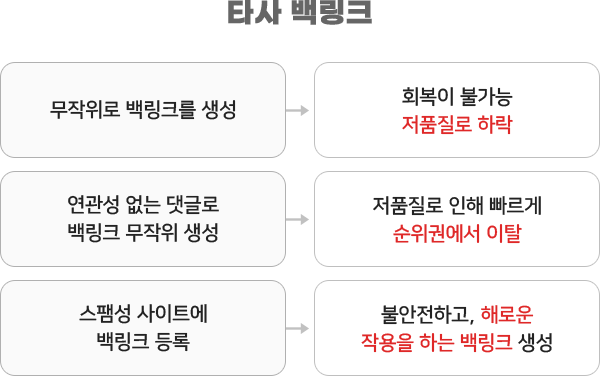 타사 백링크
무작위로 백링크를 생성
회복이 불가능
저품질로 하락
연관성 없는 댓글로
백링크 무작위 생성
저품질로 인해 빠르게
순위권에서 이탈
스팸성 사이트에
백링크 등록
불안전하고, 해로운
작용을 하는 백링크 생성